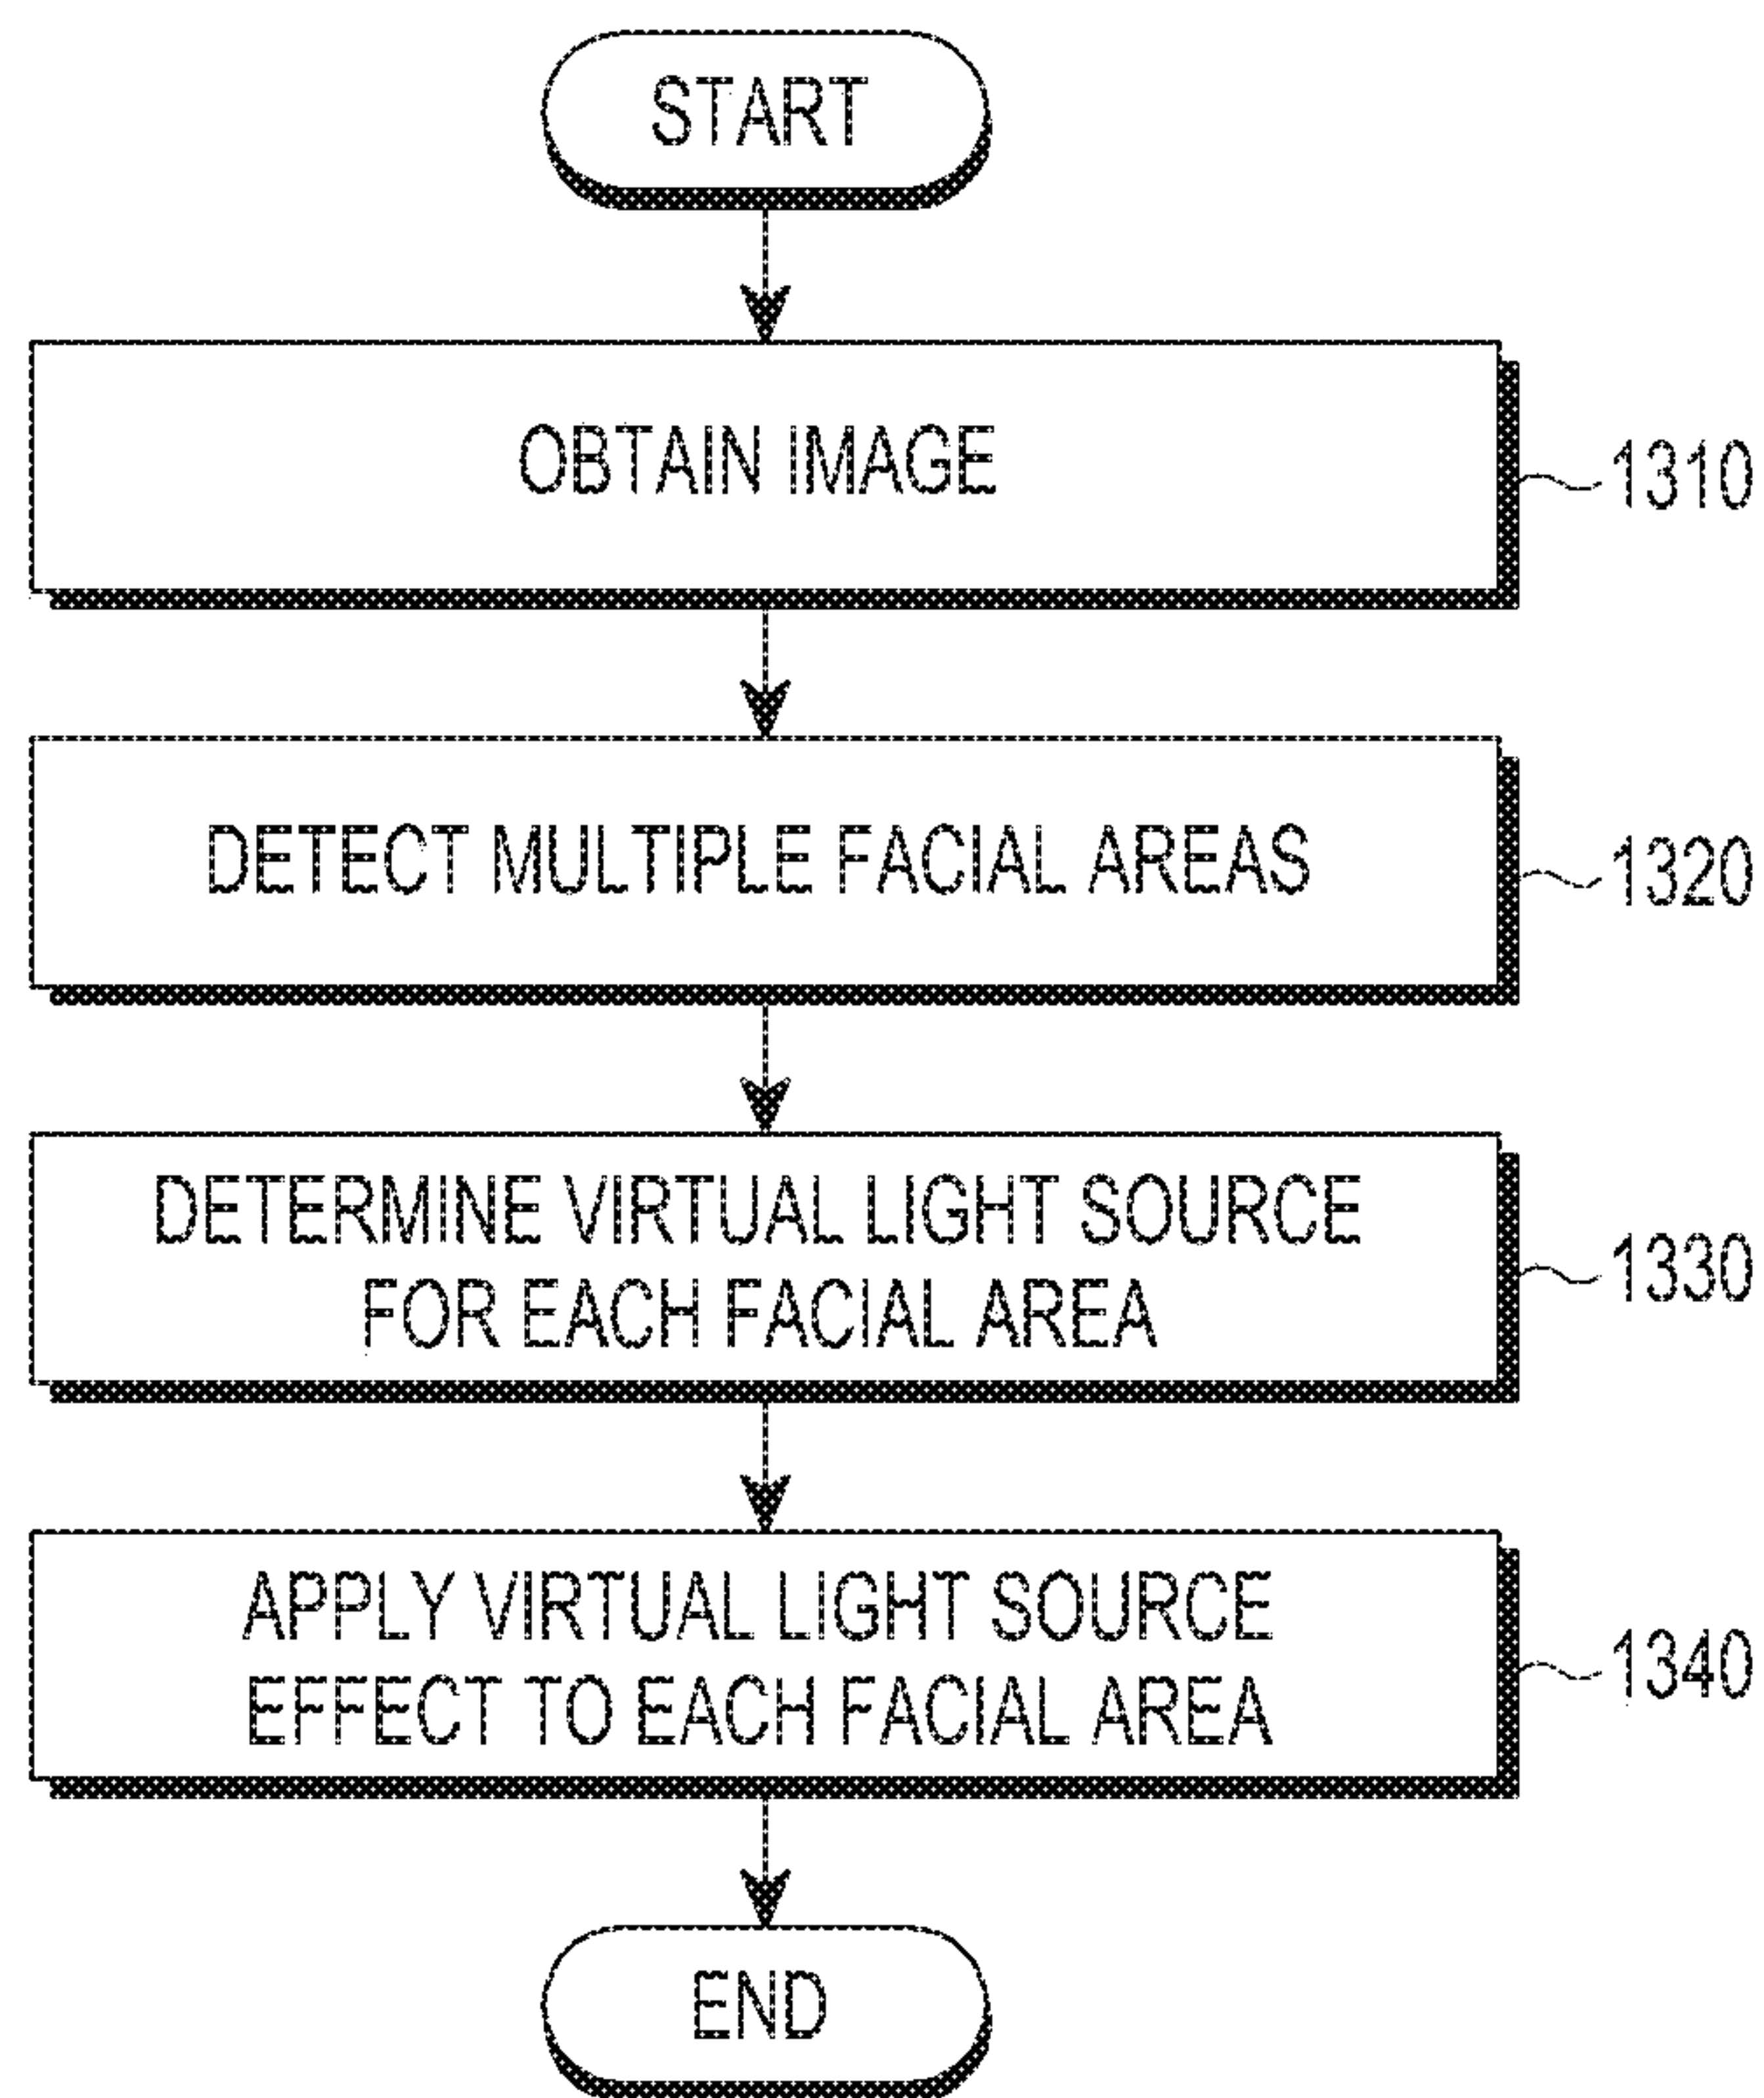 START
OBTAIN IMAGE
1310
DETECT MULTIPLE FACIAL AREAS
1320
DETERMINE VIRTUAL LIGHT SOURCE
FOR EACH FACIAL AREA
1330
APPLY VIRTUAL LIGHT SOURCE
EFFECT TO EACH FACIAL AREA
1340
END